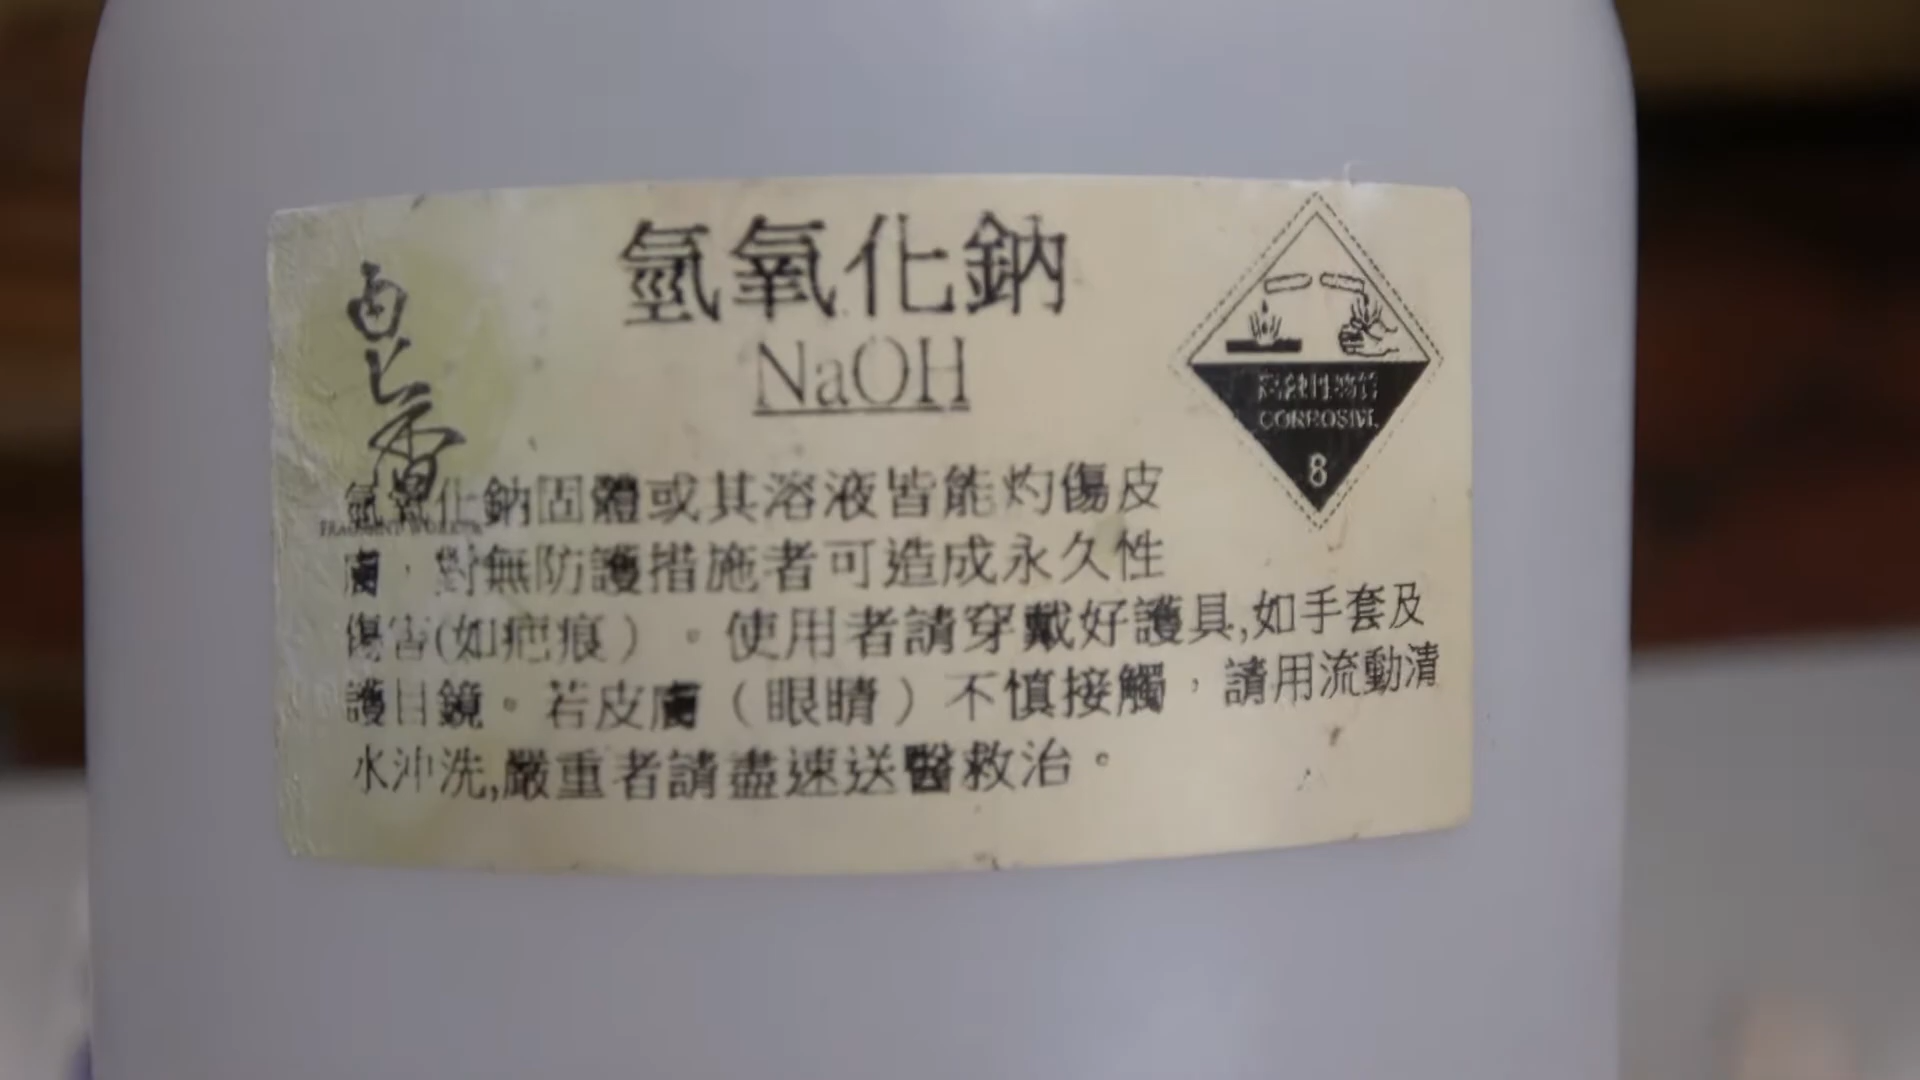 氫氧化鈉
NaOH
CORROSIVE
8
氫氧化鈉固體或其溶液皆能灼傷皮
膚,對無防護措施者可造成永久性
傷害(如疤痕)。使用者請穿戴好護具,如手套及
護目鏡。若皮膚(眼睛)不慎接觸,請用流動清
水沖洗,嚴重者請盡速送醫救治。